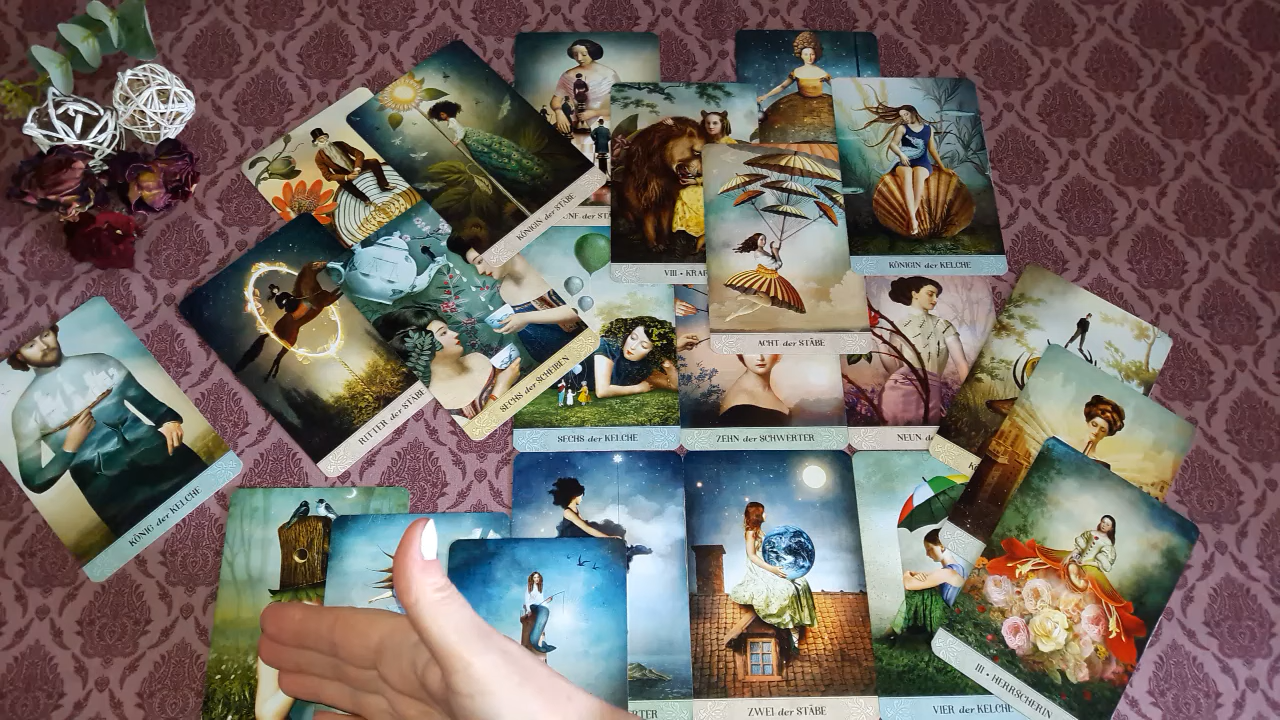 KÖNIGIN der STÄBE
VIII • KRAF
KÖNIGIN der KELCHE
ACHT der STÄBE
RITTER der STÄBE
SECHS der SCHEIBEN
SECHS der KELCHE
ZEHN der SCHWERTER
NEUN d
KÖNIG der KELCHE
III • HERRSCHERIN
ZWEI der STÄBE
VIER der KELCHE